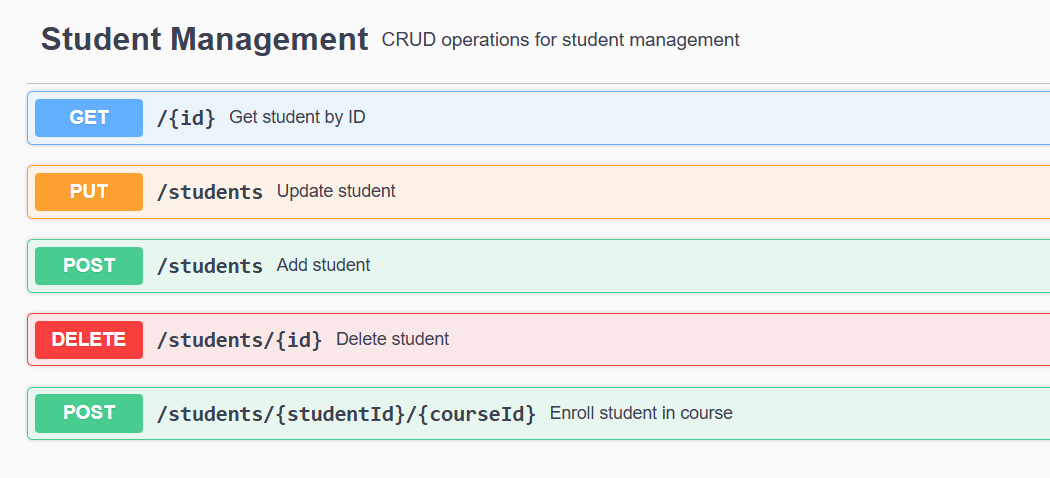 Student Management CRUD operations for student management
GET /{id} Get student by ID
PUT /students Update student
POST /students Add student
DELETE /students/{id} Delete student
POST /students/{studentId}/{courseId} Enroll student in course